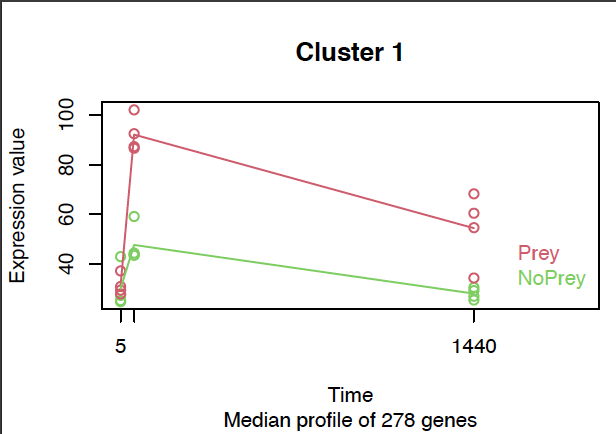 Cluster 1
Expression value
100
80
60
40
Prey
NoPrey
5
1440
Time
Median profile of 278 genes